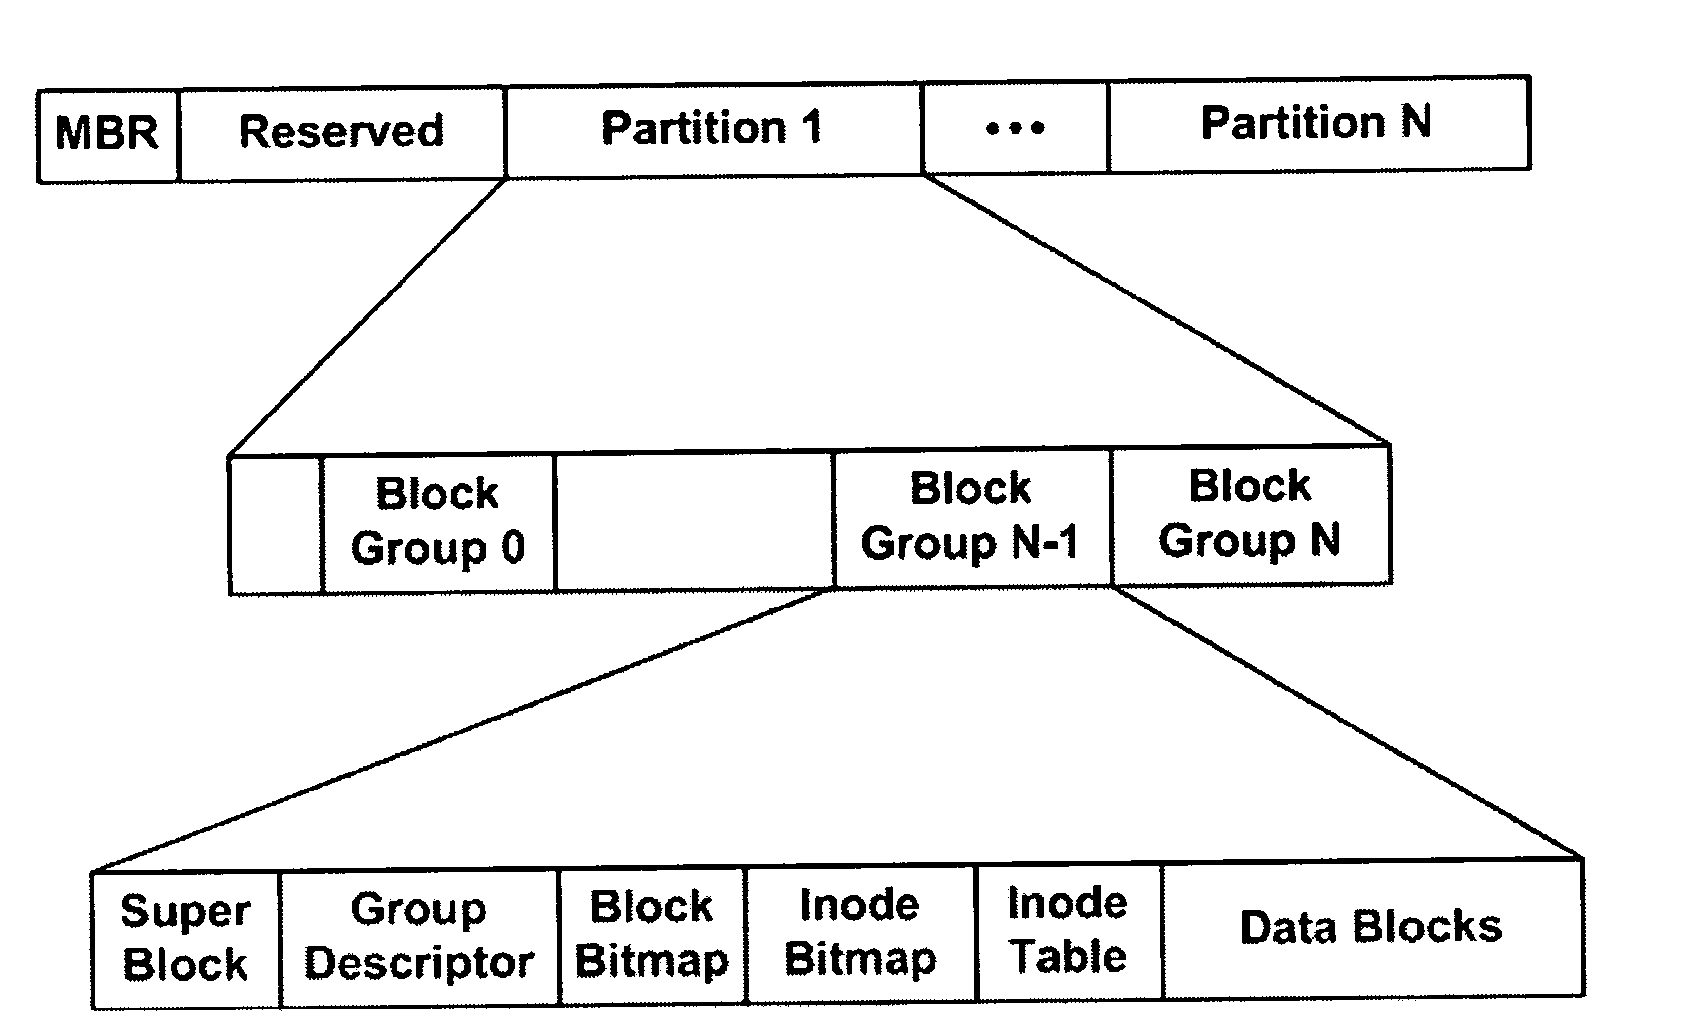 MBR
Reserved
Partition 1
•••
Partition N
Block
Group 0
Block
Group N-1
Block
Group N
Super
Block
Group
Descriptor
Block
Bitmap
Inode
Bitmap
Inode
Table
Data Blocks